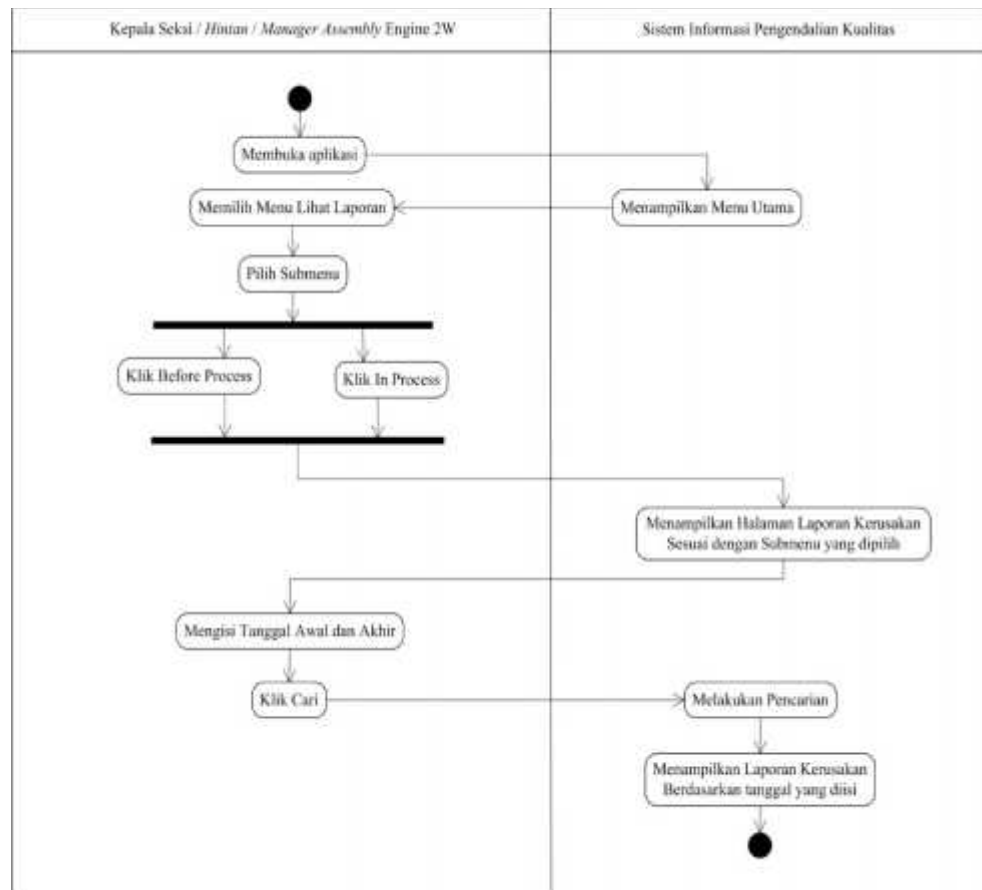 Kepala Seksi / Hintan / Manager Assembly Engine 2W
Sistem Informasi Pengendalian Kualitas
Membuka aplikasi
Memilih Menu Lihat Laporan
Menampilkan Menu Utama
Pilih Submenu
Klik Before Process
Klik In Process
Menampilkan Halaman Laporan Kerusakan
Sesuai dengan Submenu yang dipilih
Mengisi Tanggal Awal dan Akhir
Klik Cari
Melakukan Pencarian
Menampilkan Laporan Kerusakan
Berdasarkan tanggal yang diisi